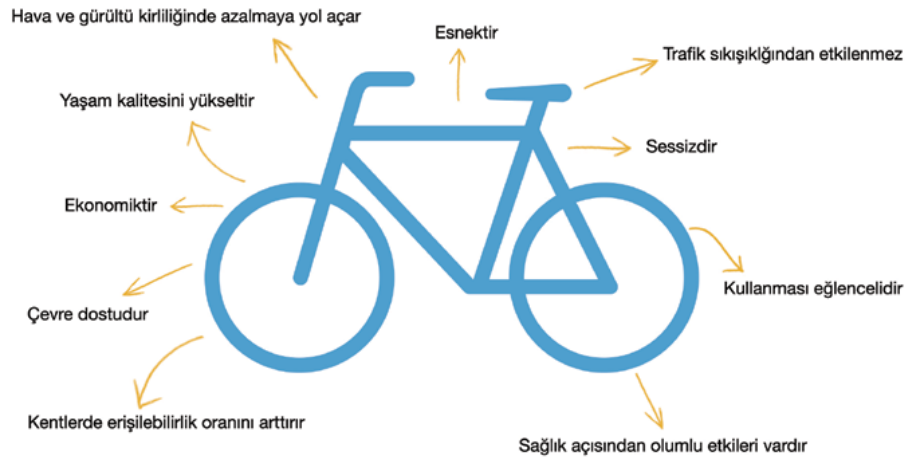 Hava ve gürültü kirliliğinde azalmaya yol açar
Esnektir
Trafik sıkışıklğından etkilenmez
Yaşam kalitesini yükseltir
Sessizdir
Ekonomiktir
Kullanması eğlencelidir
Çevre dostudur
Kentlerde erişilebilirlik oranını arttırır
Sağlık açısından olumlu etkileri vardır